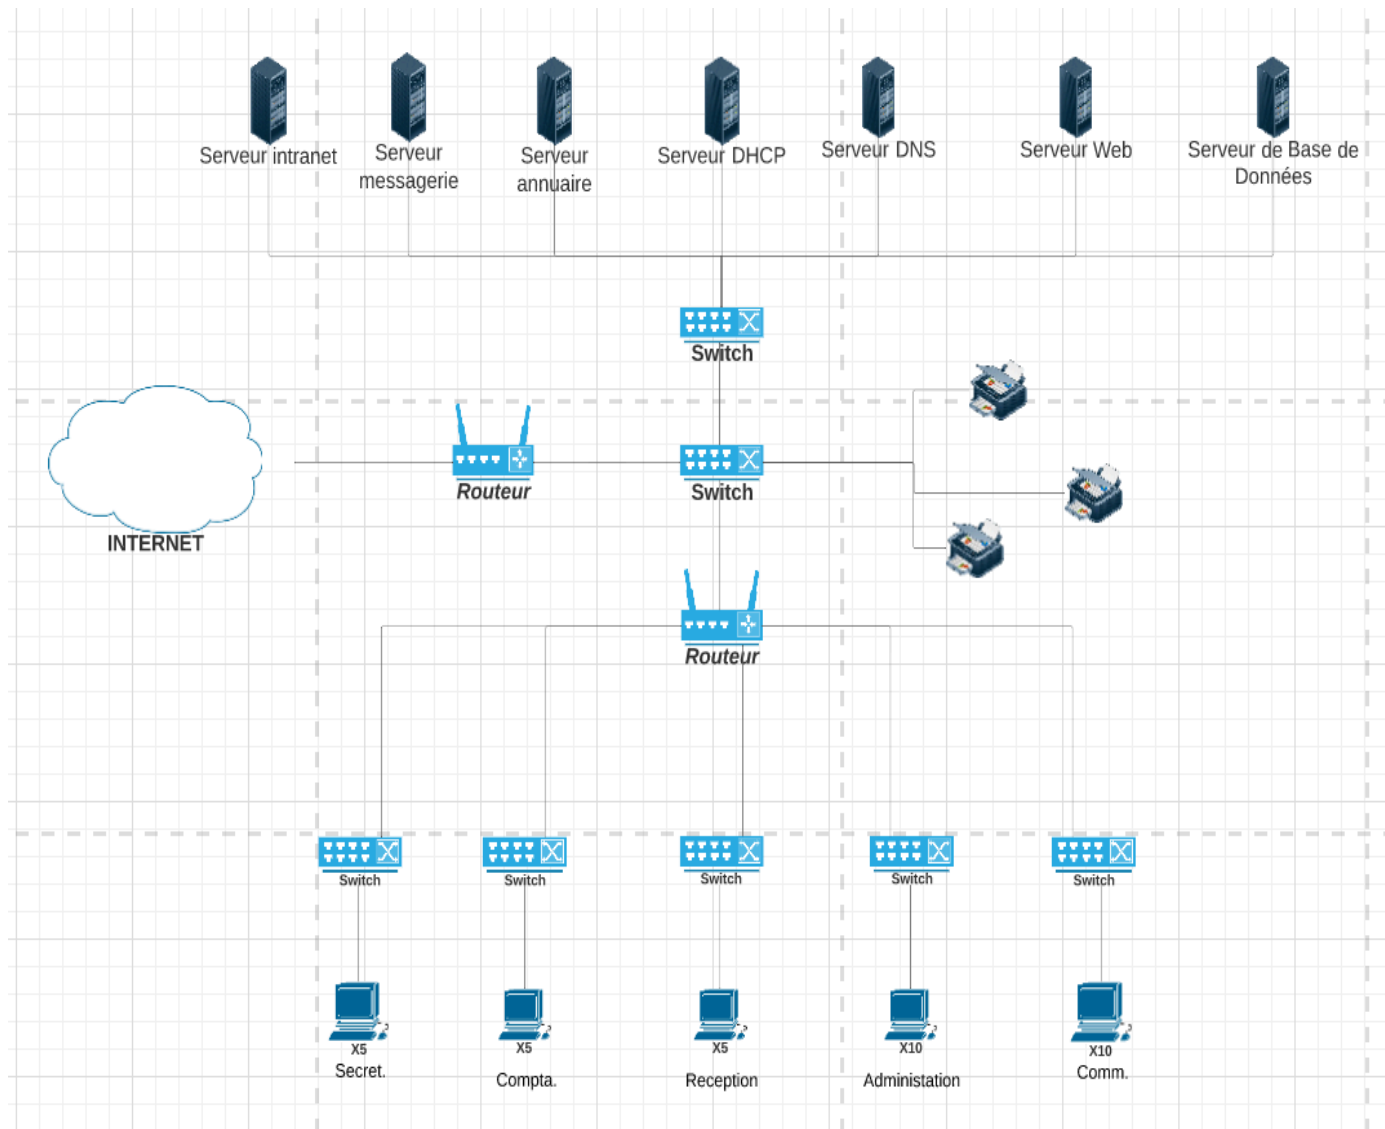 Serveur intranet
Serveur
messagerie
Serveur
annuaire
Serveur DHCP
Serveur DNS
Serveur Web
Serveur de Base de
Données
Switch
INTERNET
Routeur
Switch
Routeur
Switch
Switch
Switch
Switch
Switch
X5
Secret.
X5
Compta.
X5
Reception
X10
Administation
X10
Comm.